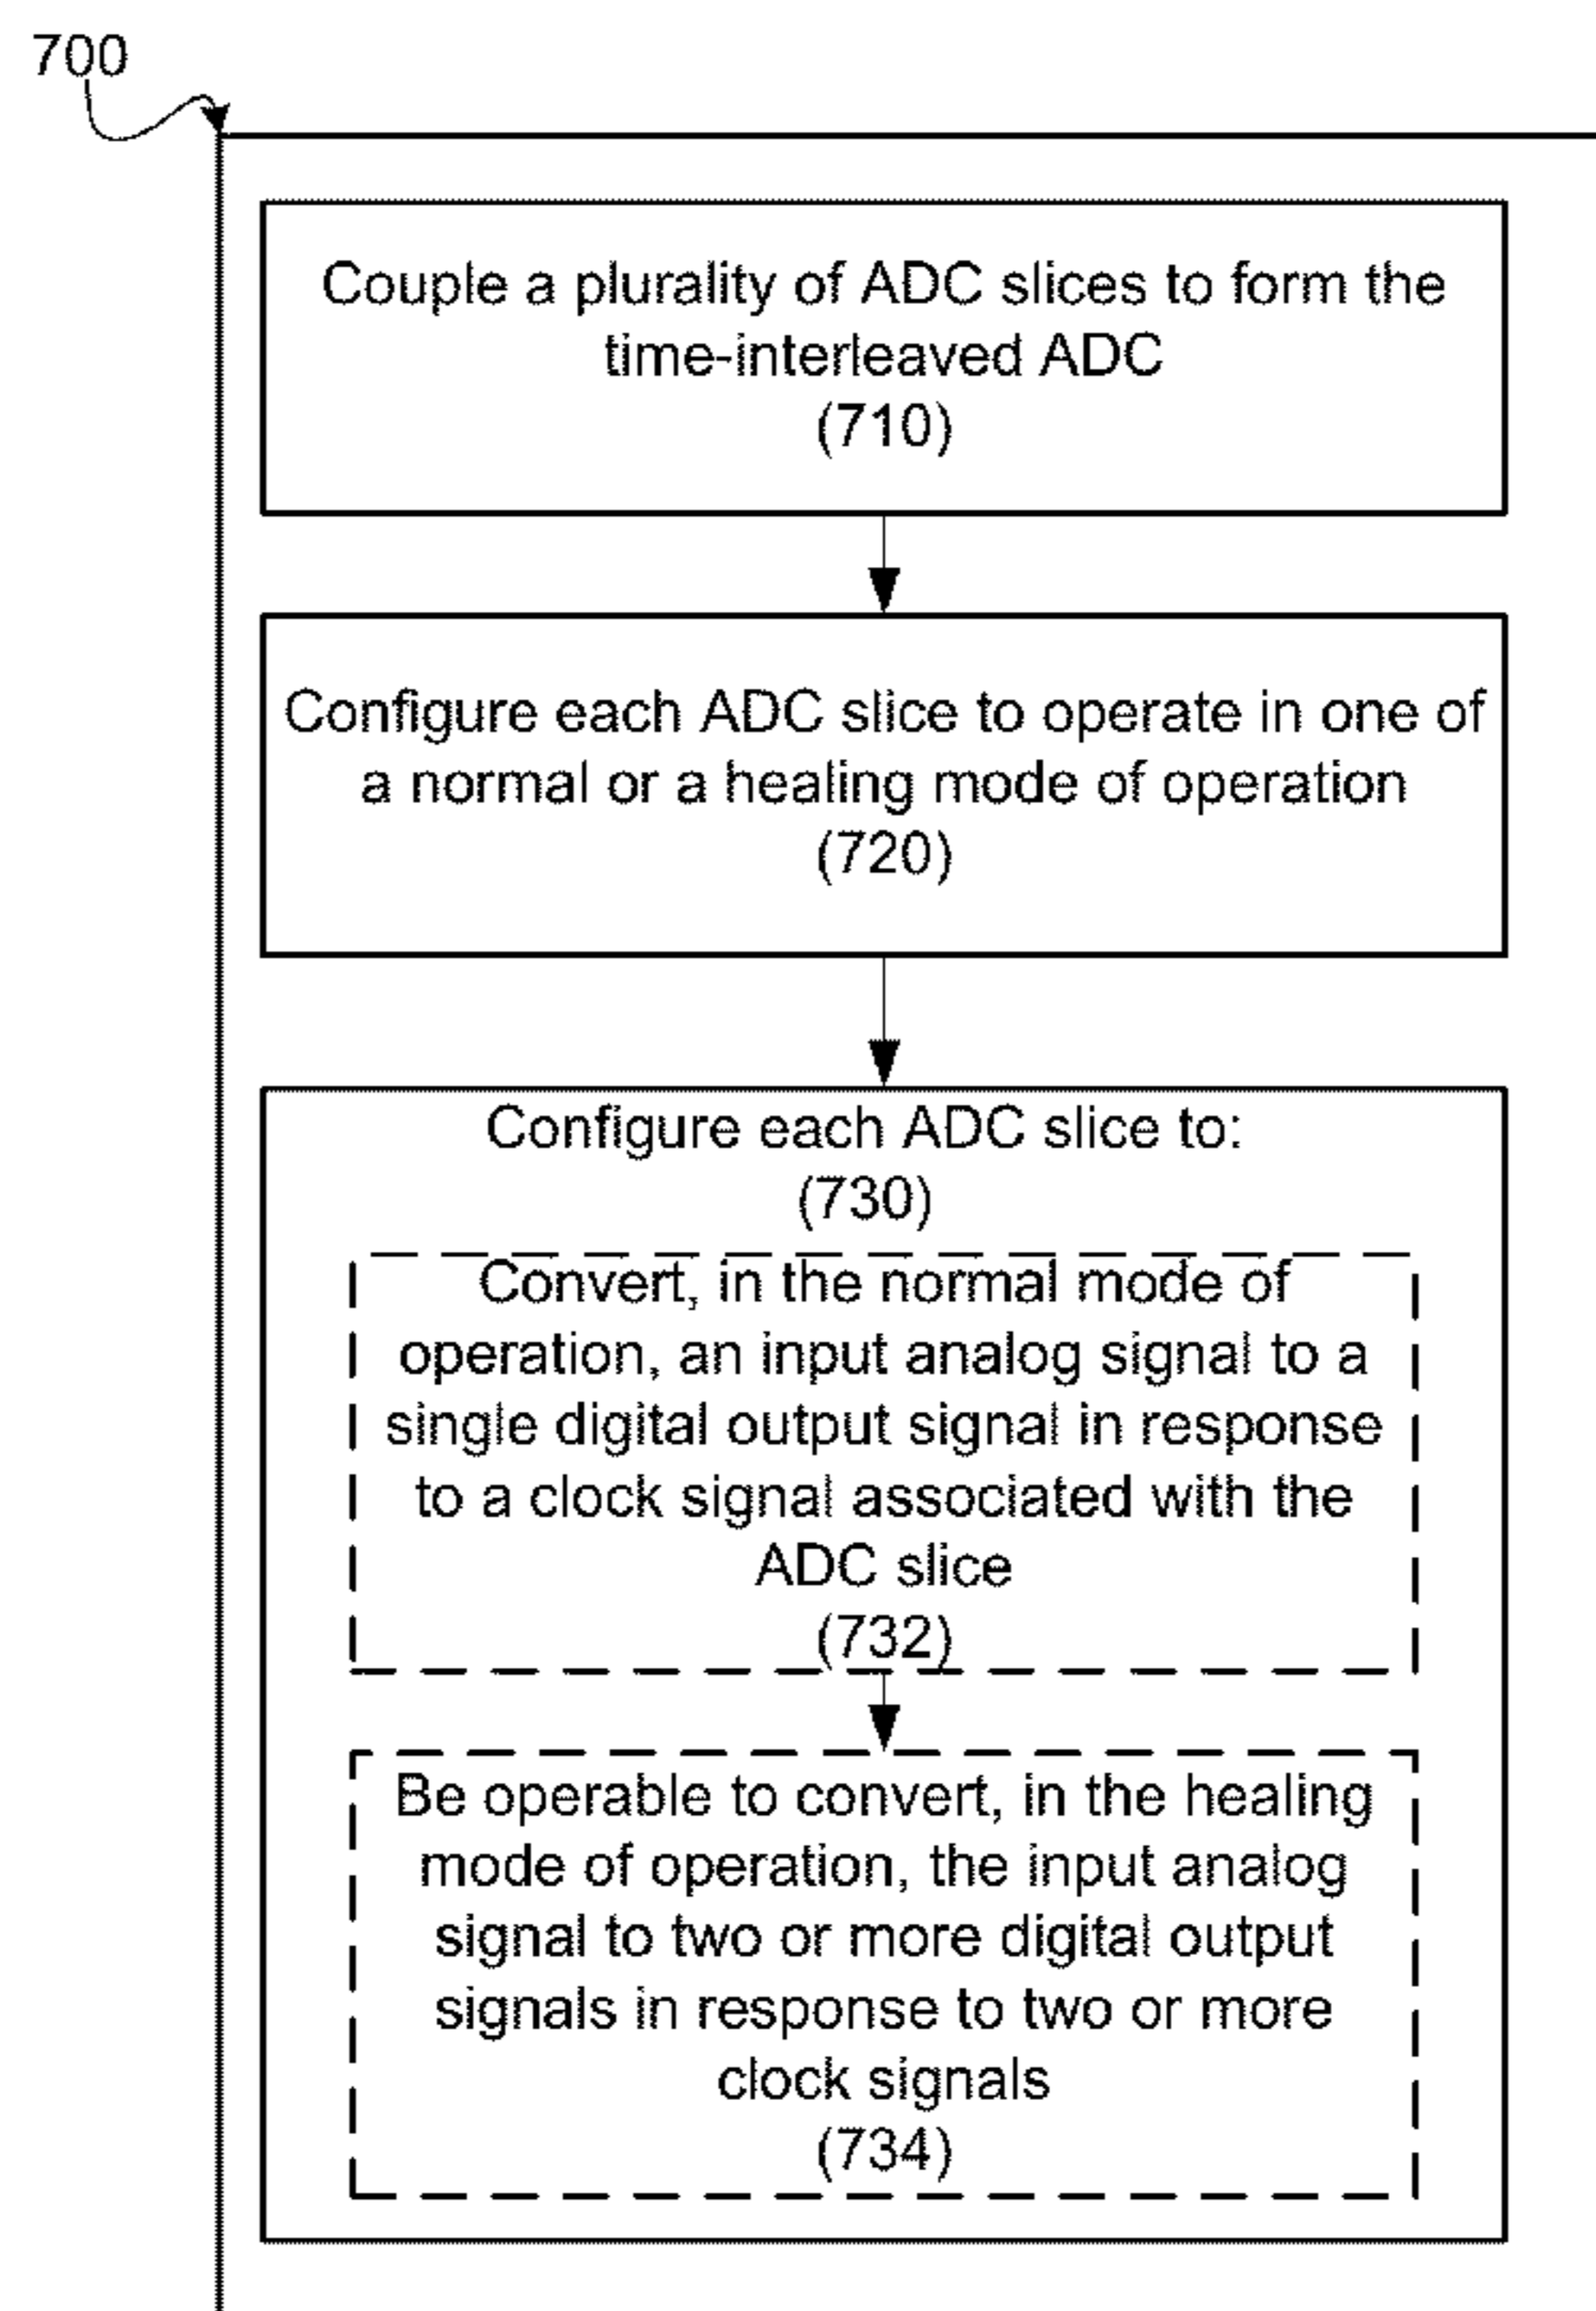 700
Couple a plurality of ADC slices to form the
time-interleaved ADC
(710)
Configure each ADC slice to operate in one of
a normal or a healing mode of operation
(720)
Configure each ADC slice to:
(730)
Convert, in the normal mode of
operation, an input analog signal to a
single digital output signal in response
to a clock signal associated with the
ADC slice
(732)
Be operable to convert, in the healing
mode of operation, the input analog
signal to two or more digital output
signals in response to two or more
clock signals
(734)